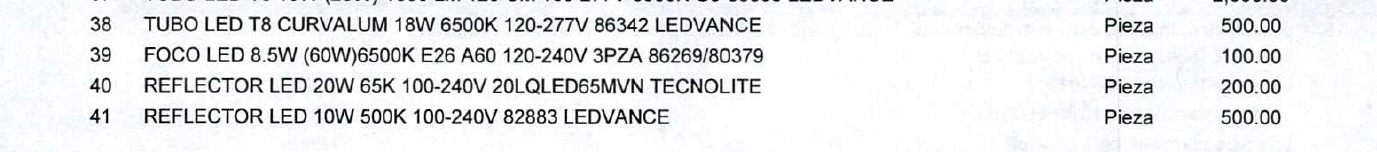 38 TUBO LED T8 CURVALUM 18W 6500K 120-277V 86342 LEDVANCE Pieza 500.00
39 FOCO LED 8.5W (60W)6500K E26 A60 120-240V 3PZA 86269/80379 Pieza 100.00
40 REFLECTOR LED 20W 65K 100-240V 20LQLED65MVN TECNOLITE Pieza 200.00
41 REFLECTOR LED 10W 500K 100-240V 82883 LEDVANCE Pieza 500.00